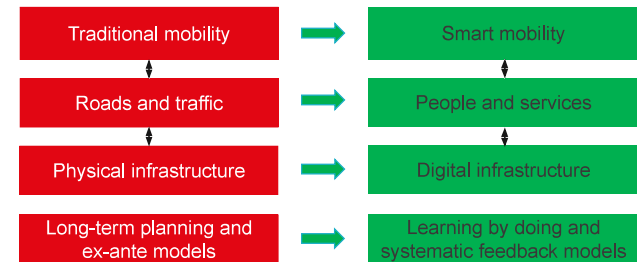 Traditional mobility
Smart mobility
Roads and traffic
People and services
Physical infrastructure
Digital infrastructure
Long-term planning and
ex-ante models
Learning by doing and
systematic feedback models